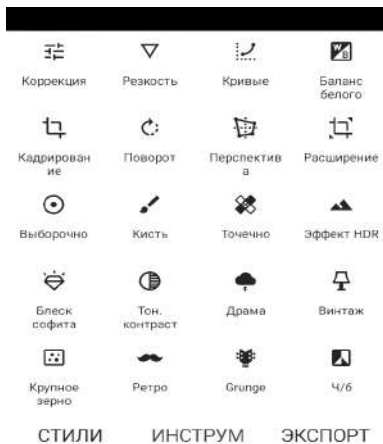 Коррекция Резкость Кривые Баланс
белого
Кадрирован Поворот Перспектив Расширение
ие а
Выборочно Кисть Точечно Эффект HDR
Блеск Тон. Драма Винтаж
софита контраст
Крупное Ретро Grunge Ч/б
зерно
СТИЛИ ИНСТРУМ ЭКСПОРТ